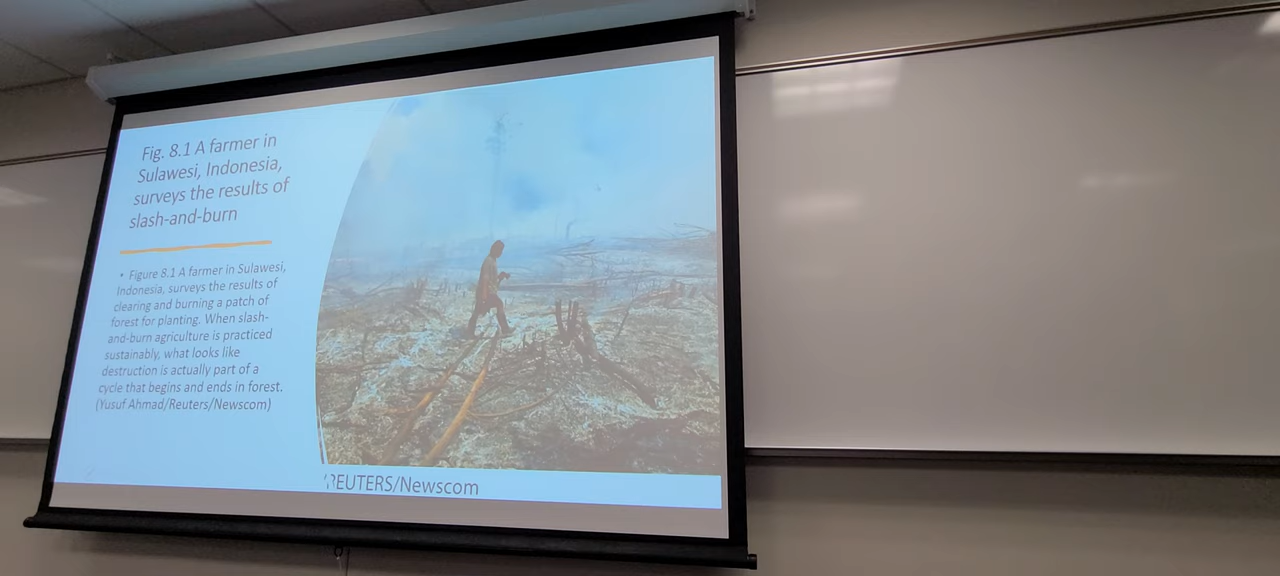 Fig. 8.1 A farmer in
Sulawesi, Indonesia,
surveys the results of
slash-and-burn
• Figure 8.1 A farmer in Sulawesi,
Indonesia, surveys the results of
clearing and burning a patch of
forest for planting. When slash-
and-burn agriculture is practiced
sustainably, what looks like
destruction is actually part of a
cycle that begins and ends in forest.
(Yusuf Ahmad/Reuters/Newscom)
REUTERS/Newscom